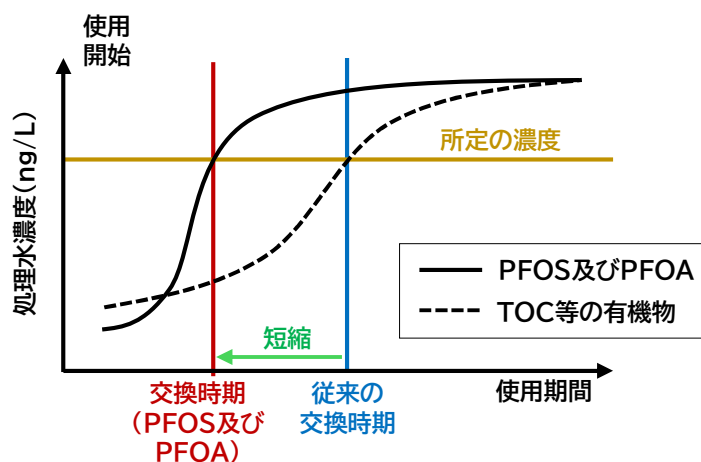 使用
開始
処理水濃度(ng/L)
所定の濃度
PFOS及びPFOA
TOC等の有機物
短縮
使用期間
交換時期
(PFOS及び
PFOA)
従来の
交換時期